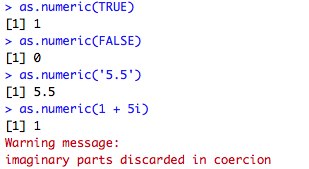 > as.numeric(TRUE)
[1] 1
> as.numeric(FALSE)
[1] 0
> as.numeric('5.5')
[1] 5.5
> as.numeric(1 + 5i)
[1] 1
Warning message:
imaginary parts discarded in coercion